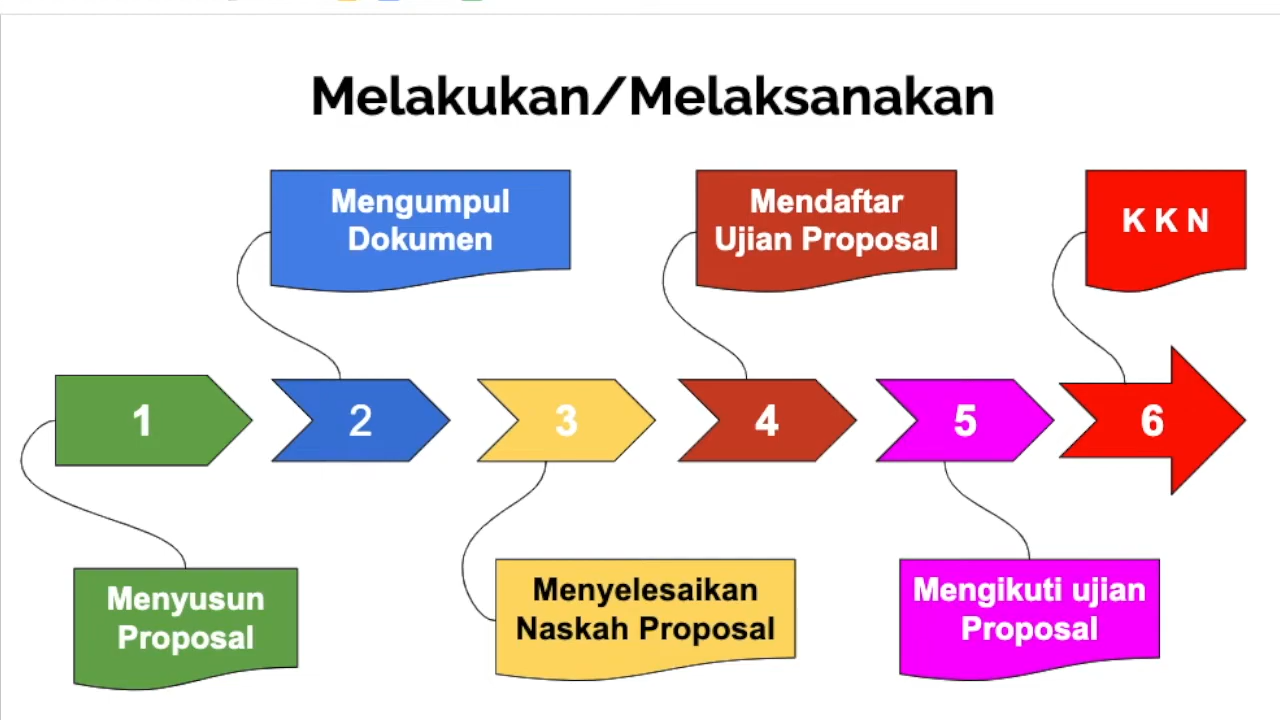 Melakukan/Melaksanakan
Mengumpul
Dokumen
Mendaftar
Ujian Proposal
K K N
1
2
3
4
5
6
Menyusun
Proposal
Menyelesaikan
Naskah Proposal
Mengikuti ujian
Proposal